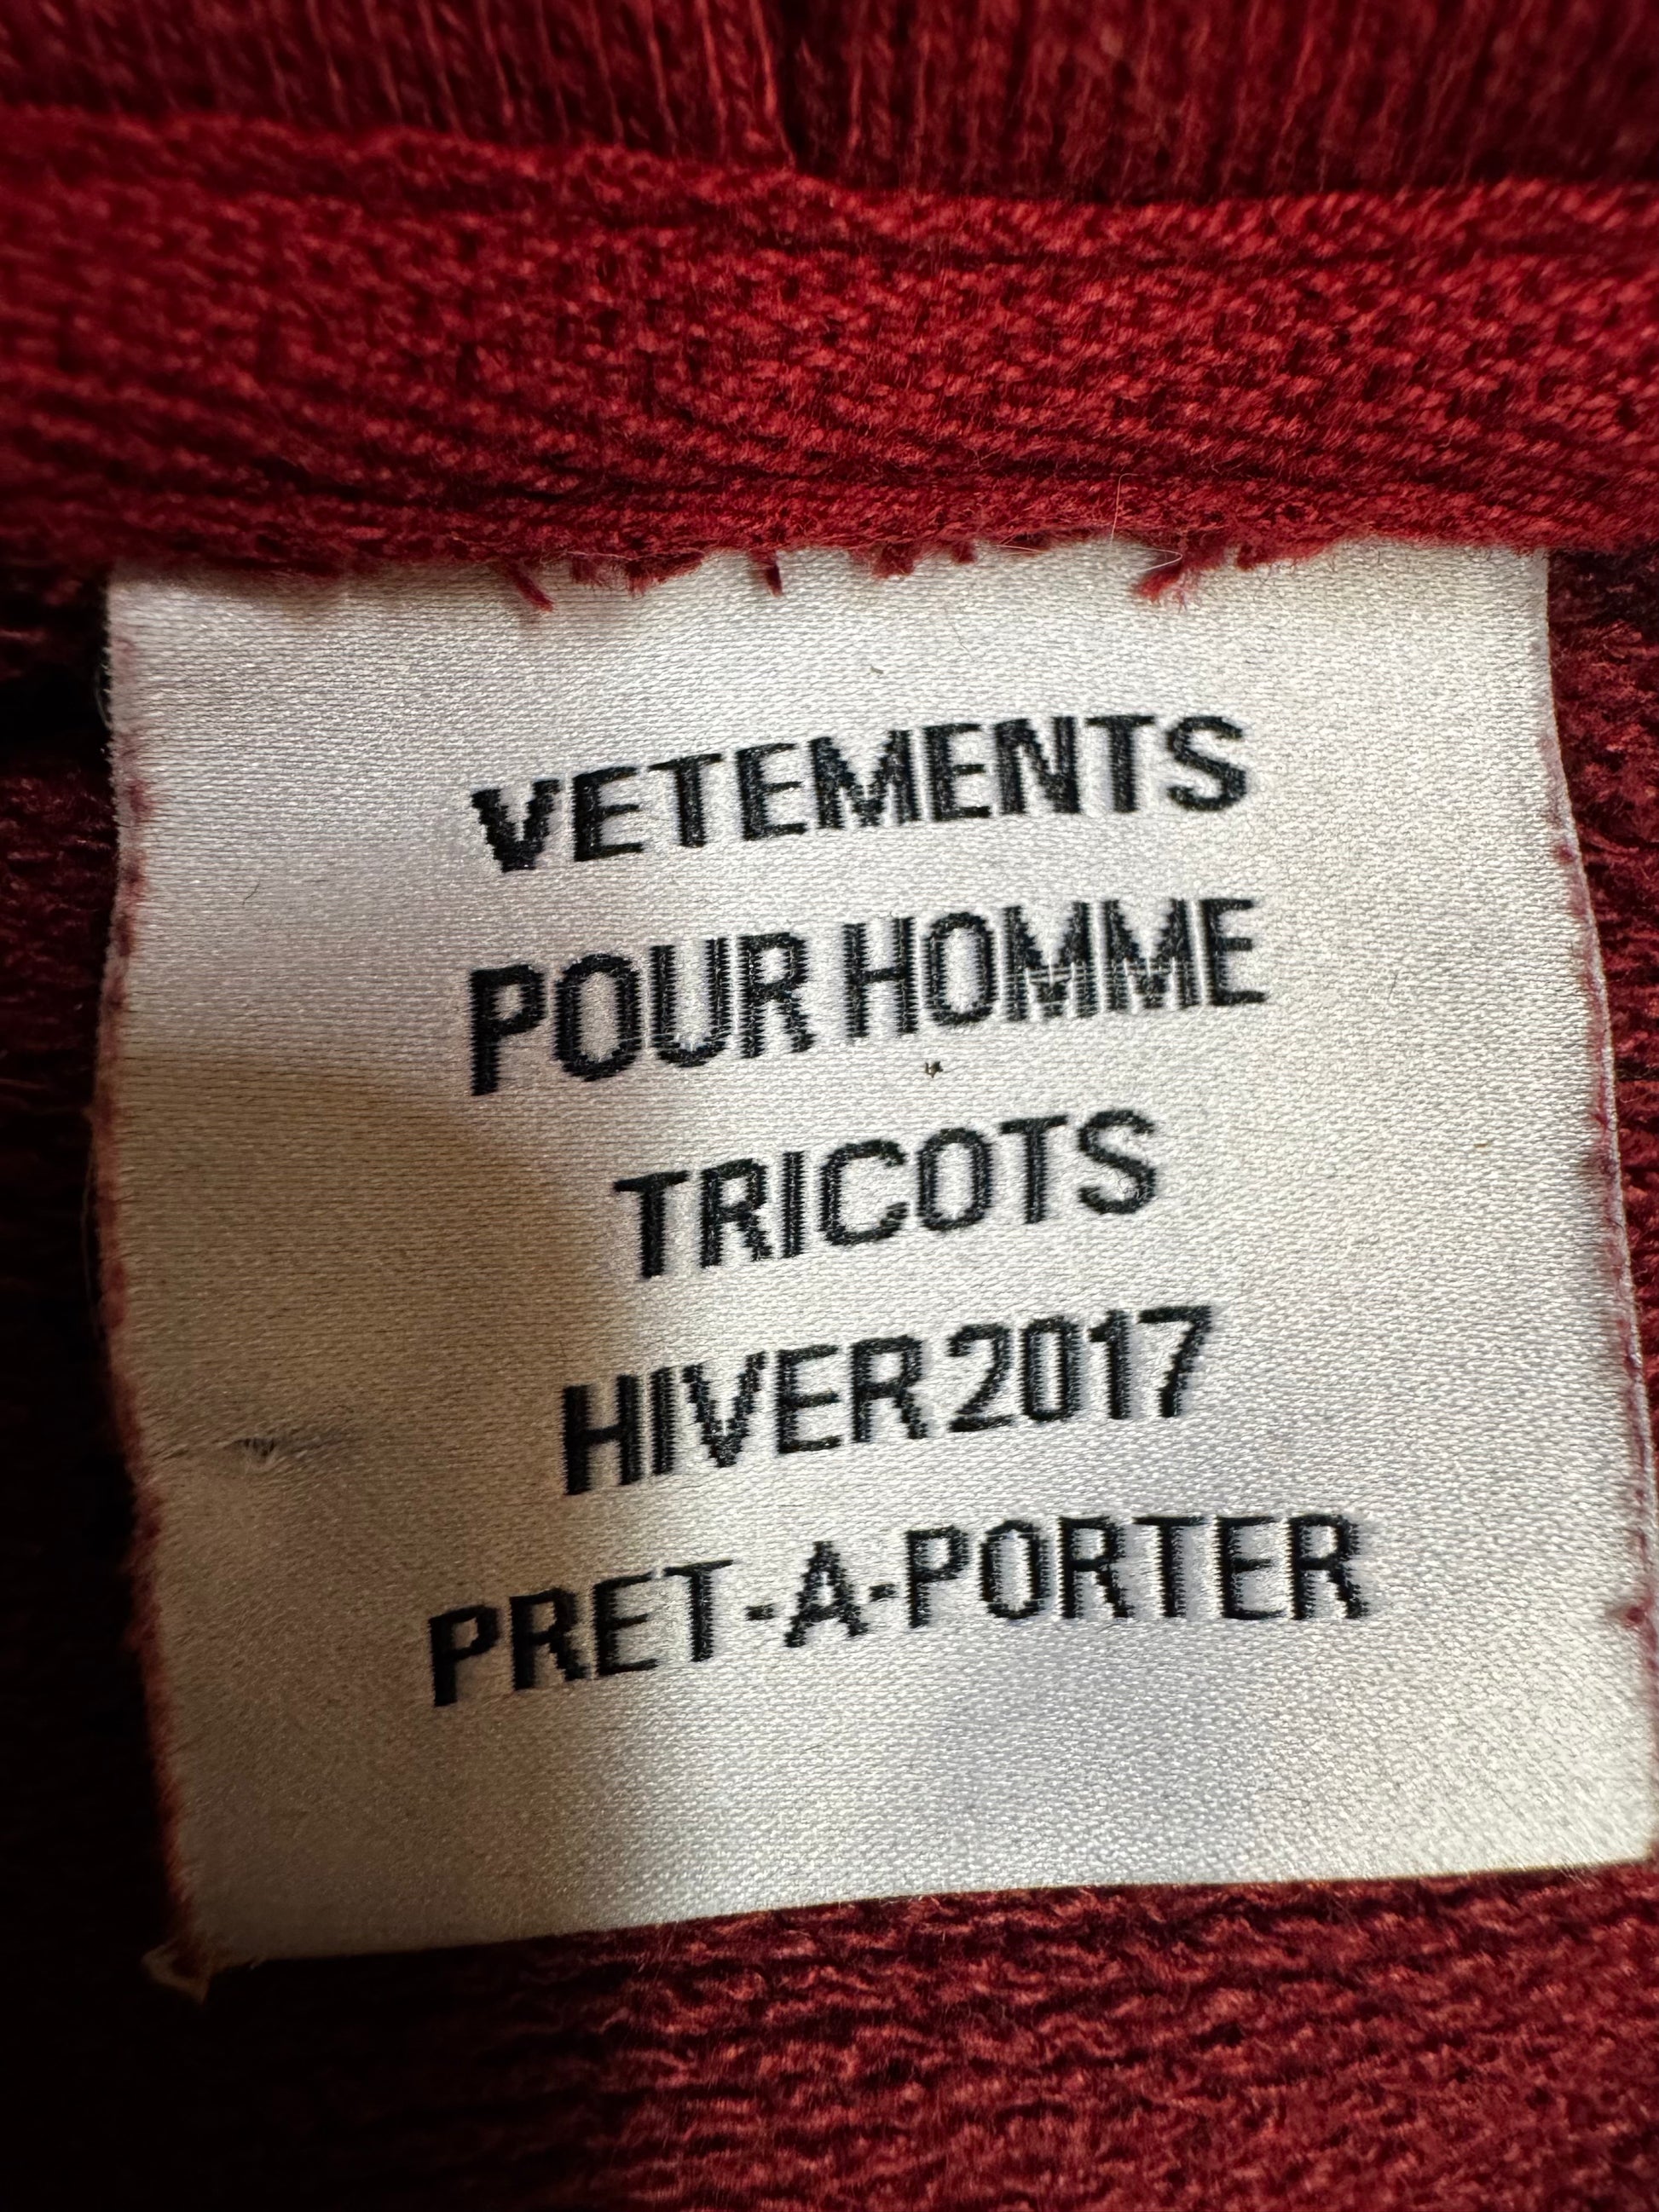 VETEMENTS
POUR HOMME
TRICOTS
HIVER 2017
PRET-A-PORTER